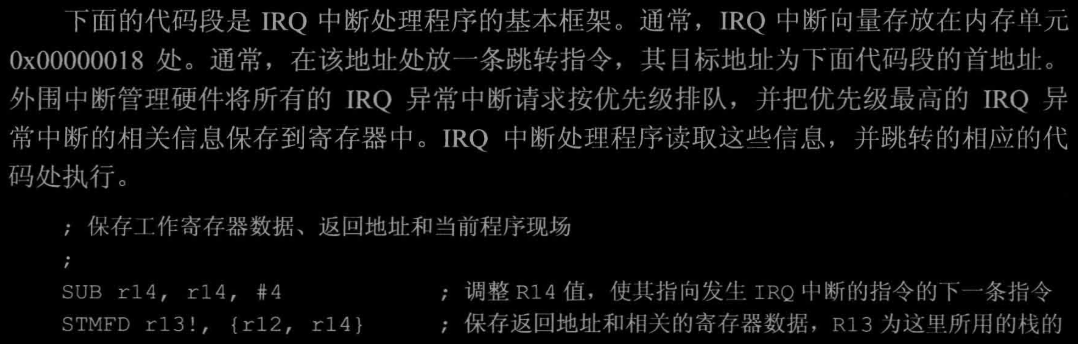 下面的代码段是 IRQ 中断处理程序的基本框架。通常，IRQ 中断向量存放在内存单元
0x00000018 处。通常，在该地址处放一条跳转指令，其目标地址为下面代码段的首地址。
外围中断管理硬件将所有的 IRQ 异常中断请求按优先级排队，并把优先级最高的 IRQ 异
常中断的相关信息保存到寄存器中。IRQ 中断处理程序读取这些信息，并跳转的相应的代
码处执行。
; 保存工作寄存器数据、返回地址和当前程序现场
;
SUB r14, r14, #4 ; 调整 R14 值，使其指向发生 IRQ 中断的指令的下一条指令
STMFD r13!, {r12, r14} ; 保存返回地址和相关的寄存器数据，R13 为这里所用的栈的